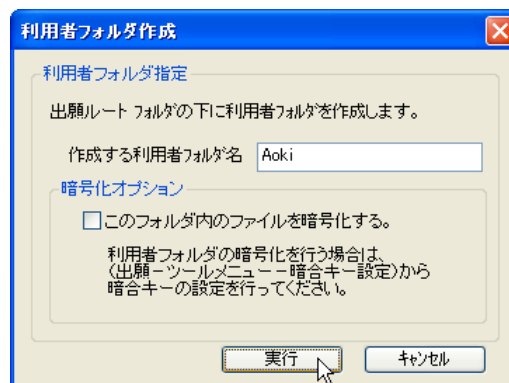 利用者フォルダ作成
利用者フォルダ指定
出願ルート フォルダの下に利用者フォルダを作成します。
作成する利用者フォルダ名 Aoki
暗号化オプション
このフォルダ内のファイルを暗号化する。
利用者フォルダの暗号化を行う場合は、
(出願－ツールメニュー－暗合キー設定)から
暗合キーの設定を行ってください。
実行 キャンセル